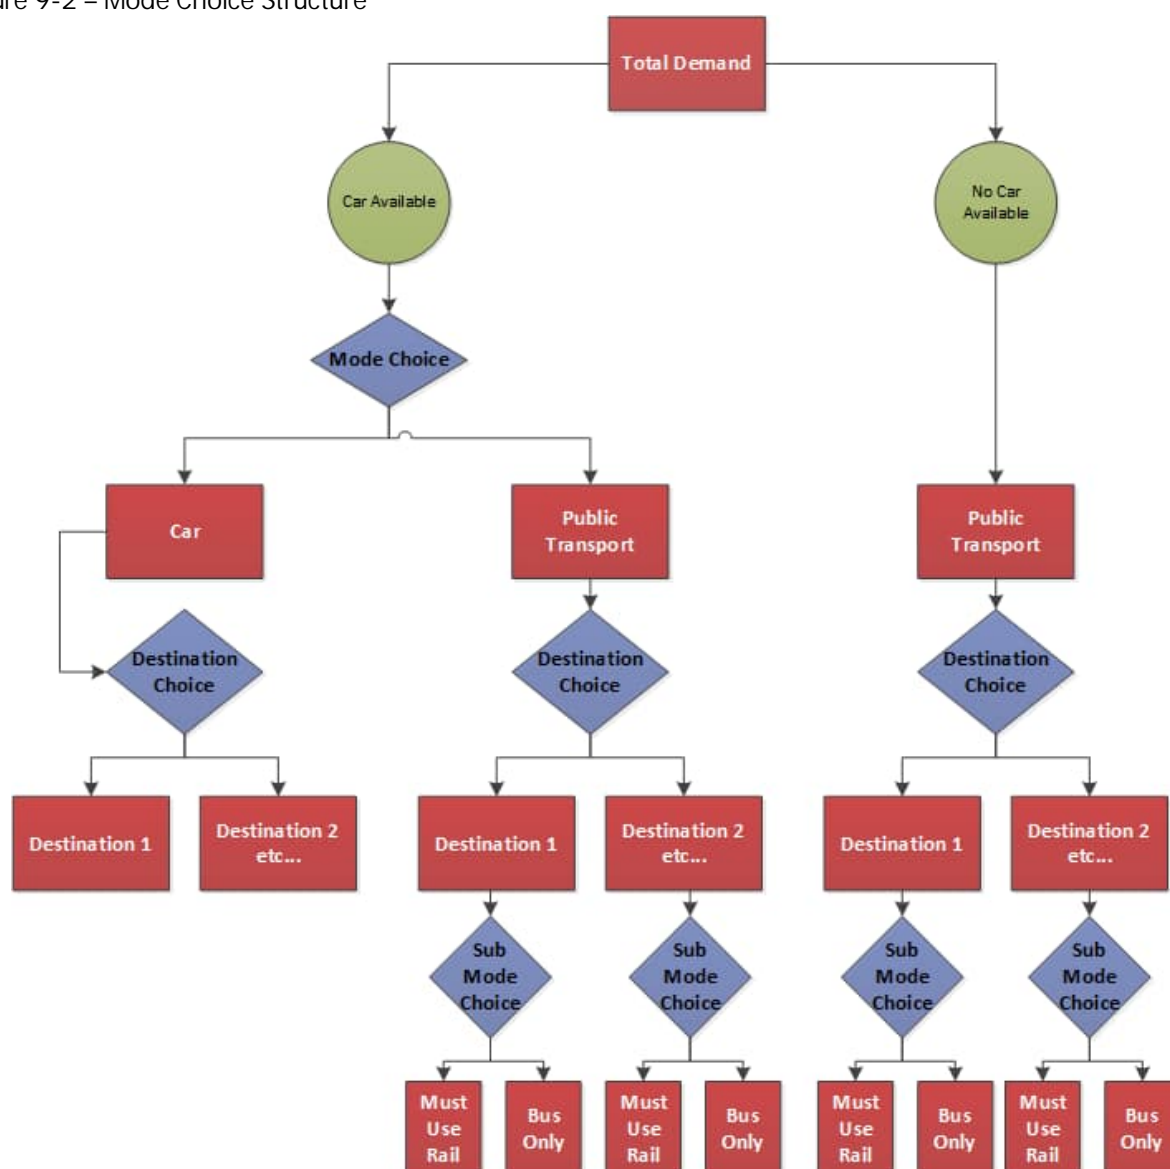 ure 9-2 – Mode Choice Structure
Total Demand
Car Available
No Car
Available
Mode Choice
Car
Public
Transport
Public
Transport
Destination
Choice
Destination
Choice
Destination
Choice
Destination 1
Destination 2
etc...
Destination 1
Destination 2
etc...
Destination 1
Destination 2
etc...
Sub
Mode
Choice
Sub
Mode
Choice
Sub
Mode
Choice
Sub
Mode
Choice
Must
Use
Rail
Bus
Only
Must
Use
Rail
Bus
Only
Must
Use
Rail
Bus
Only
Must
Use
Rail
Bus
Only